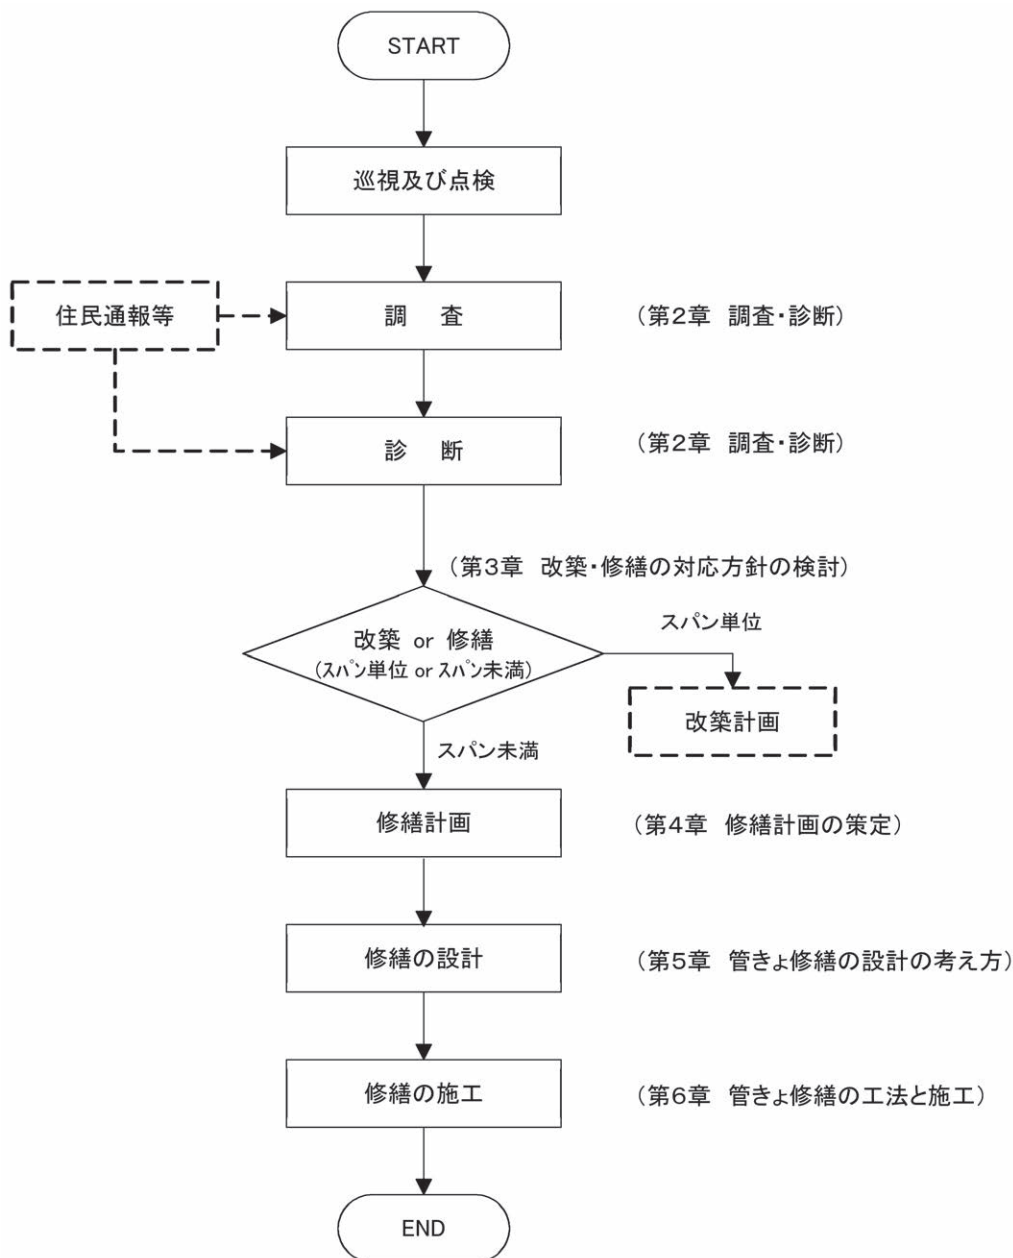 START
巡視及び点検
住民通報等
調 査
(第2章 調査・診断)
診 断
(第2章 調査・診断)
(第3章 改築・修繕の対応方針の検討)
改築 or 修繕
(スパン単位 or スパン未満)
スパン単位
改築計画
スパン未満
修繕計画
(第4章 修繕計画の策定)
修繕の設計
(第5章 管きょ修繕の設計の考え方)
修繕の施工
(第6章 管きょ修繕の工法と施工)
END